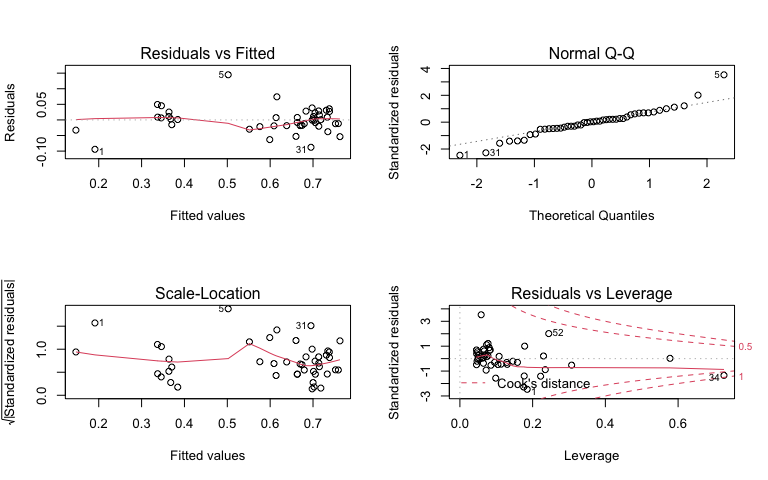 Residuals vs Fitted
Residuals
0.05
-0.10
5
1
31
0.2 0.3 0.4 0.5 0.6 0.7
Fitted values
Normal Q-Q
Standardized residuals
4
2
0
-2
5
1
31
-2 -1 0 1 2
Theoretical Quantiles
Scale-Location
√|Standardized residuals|
1.0
0.0
5
1
31
0.2 0.3 0.4 0.5 0.6 0.7
Fitted values
Residuals vs Leverage
Standardized residuals
3
1
-1
-3
52
0.5
Cook's distance
34
1
1
0.0 0.2 0.4 0.6
Leverage